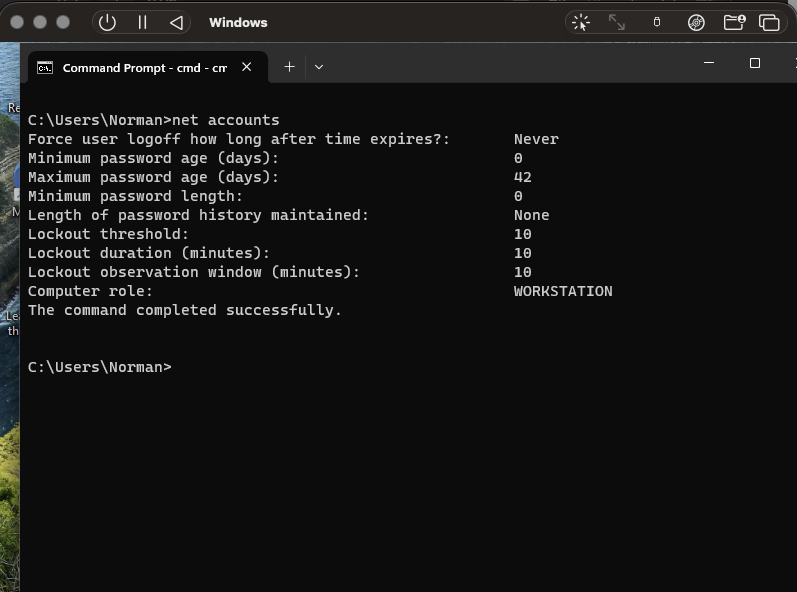 Windows
Command Prompt - cmd - cm
C:\Users\Norman>net accounts
Force user logoff how long after time expires?: Never
Minimum password age (days): 0
Maximum password age (days): 42
Minimum password length: 0
Length of password history maintained: None
Lockout threshold: 10
Lockout duration (minutes): 10
Lockout observation window (minutes): 10
Computer role: WORKSTATION
The command completed successfully.
C:\Users\Norman>
Re
M
Le
th